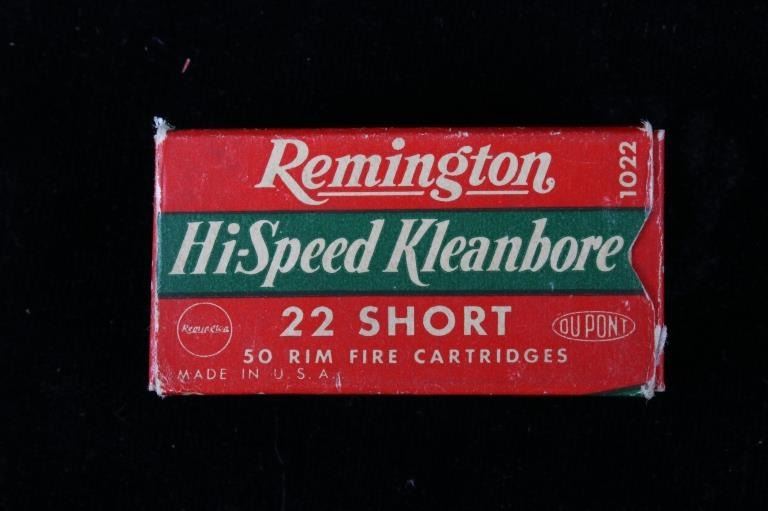 Remington
1022
Hi-Speed Kleanbore
22 SHORT
Remington
DU PONT
50 RIM FIRE CARTRIDGES
MADE IN U.S.A.